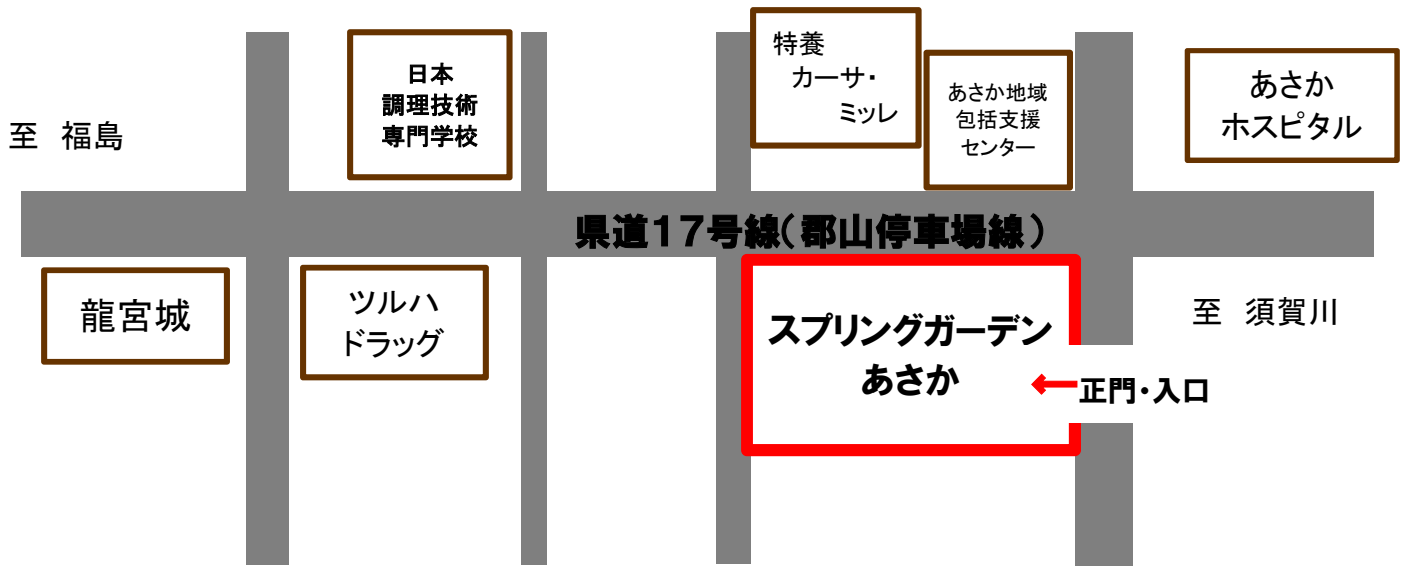 至 福島
日本
調理技術
専門学校
特養
カーサ・
ミッレ
あさか地域
包括支援
センター
あさか
ホスピタル
県道17号線(郡山停車場線)
龍宮城
ツルハ
ドラッグ
スプリングガーデン
あさか
正門・入口
至 須賀川